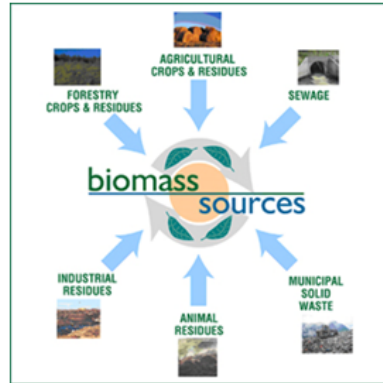 AGRICULTURAL
CROPS & RESIDUES
FORESTRY
CROPS & RESIDUES
SEWAGE
biomass
sources
INDUSTRIAL
RESIDUES
ANIMAL
RESIDUES
MUNICIPAL
SOLID
WASTE